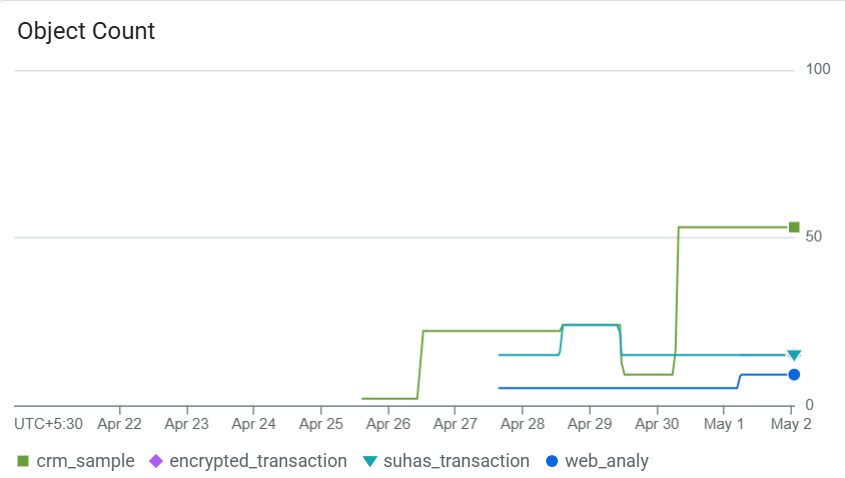 Object Count
100
50
0
UTC+5:30 Apr 22 Apr 23 Apr 24 Apr 25 Apr 26 Apr 27 Apr 28 Apr 29 Apr 30 May 1 May 2
crm_sample encrypted_transaction suhas_transaction web_analy